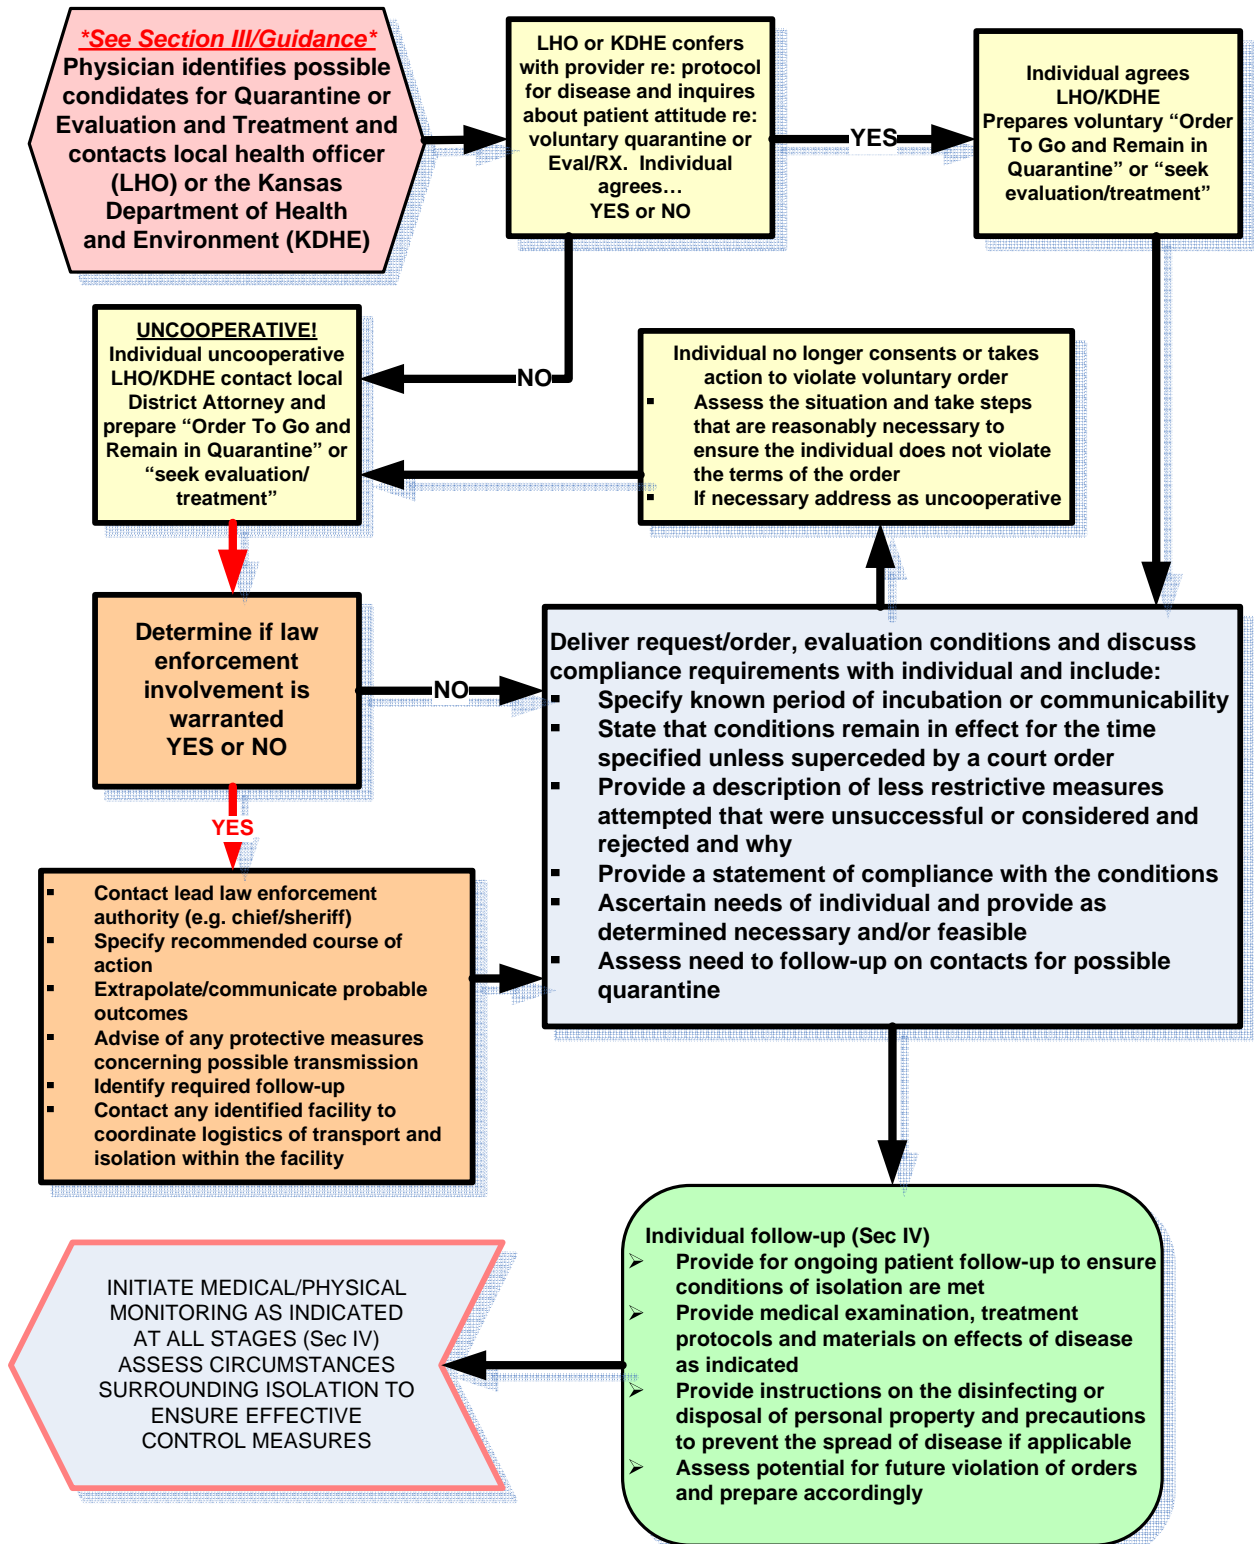 *See Section III/Guidance*
Physician identifies possible
candidates for Quarantine or
Evaluation and Treatment and
contacts local health officer
(LHO) or the Kansas
Department of Health
and Environment (KDHE)
LHO or KDHE confers
with provider re: protocol
for disease and inquires
about patient attitude re:
voluntary quarantine or
Eval/RX. Individual
agrees…
YES or NO
YES
Individual agrees
LHO/KDHE
Prepares voluntary “Order
To Go and Remain in
Quarantine” or “seek
evaluation/treatment”
UNCOOPERATIVE!
Individual uncooperative
LHO/KDHE contact local
District Attorney and
prepare “Order To Go and
Remain in Quarantine” or
“seek evaluation/
treatment”
NO
Individual no longer consents or takes
action to violate voluntary order
▪ Assess the situation and take steps
that are reasonably necessary to
ensure the individual does not violate
the terms of the order
▪ If necessary address as uncooperative
Determine if law
enforcement
involvement is
warranted
YES or NO
NO
YES
Deliver request/order, evaluation conditions and discuss
compliance requirements with individual and include:
▪ Specify known period of incubation or communicability
▪ State that conditions remain in effect for the time
specified unless superceded by a court order
▪ Provide a description of less restrictive measures
attempted that were unsuccessful or considered and
rejected and why
▪ Provide a statement of compliance with the conditions
▪ Ascertain needs of individual and provide as
determined necessary and/or feasible
▪ Assess need to follow-up on contacts for possible
quarantine
▪ Contact lead law enforcement
authority (e.g. chief/sheriff)
▪ Specify recommended course of
action
▪ Extrapolate/communicate probable
outcomes
▪ Advise of any protective measures
concerning possible transmission
▪ Identify required follow-up
▪ Contact any identified facility to
coordinate logistics of transport and
isolation within the facility
Individual follow-up (Sec IV)
➢ Provide for ongoing patient follow-up to ensure
conditions of isolation are met
➢ Provide medical examination, treatment
protocols and materials on effects of disease
as indicated
➢ Provide instructions on the disinfecting or
disposal of personal property and precautions
to prevent the spread of disease if applicable
➢ Assess potential for future violation of orders
and prepare accordingly
INITIATE MEDICAL/PHYSICAL
MONITORING AS INDICATED
AT ALL STAGES (Sec IV)
ASSESS CIRCUMSTANCES
SURROUNDING ISOLATION TO
ENSURE EFFECTIVE
CONTROL MEASURES